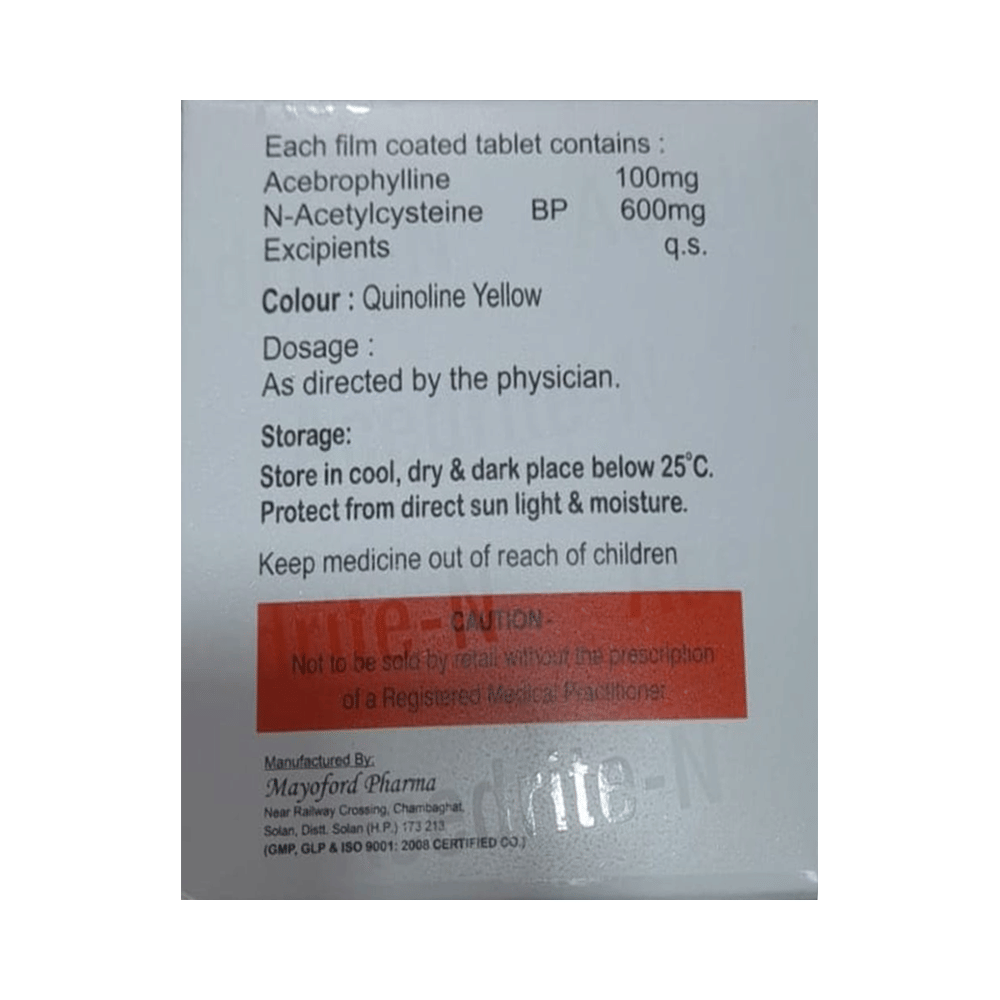 Each film coated tablet contains :
Acebrophylline 100mg
N-Acetylcysteine BP 600mg
Excipients q.s.
Colour : Quinoline Yellow
Dosage :
As directed by the physician.
Storage:
Store in cool, dry & dark place below 25°C.
Protect from direct sun light & moisture.
Keep medicine out of reach of children
CAUTION-
Not to be sold by retail without the prescription
of a Registered Medical Practitioner
Manufactured By:
Mayoford Pharma
Near Railway Crossing, Chambaghat,
Solan, Distt. Solan (H.P.) 173 213
(GMP, GLP & ISO 9001: 2008 CERTIFIED CO.)